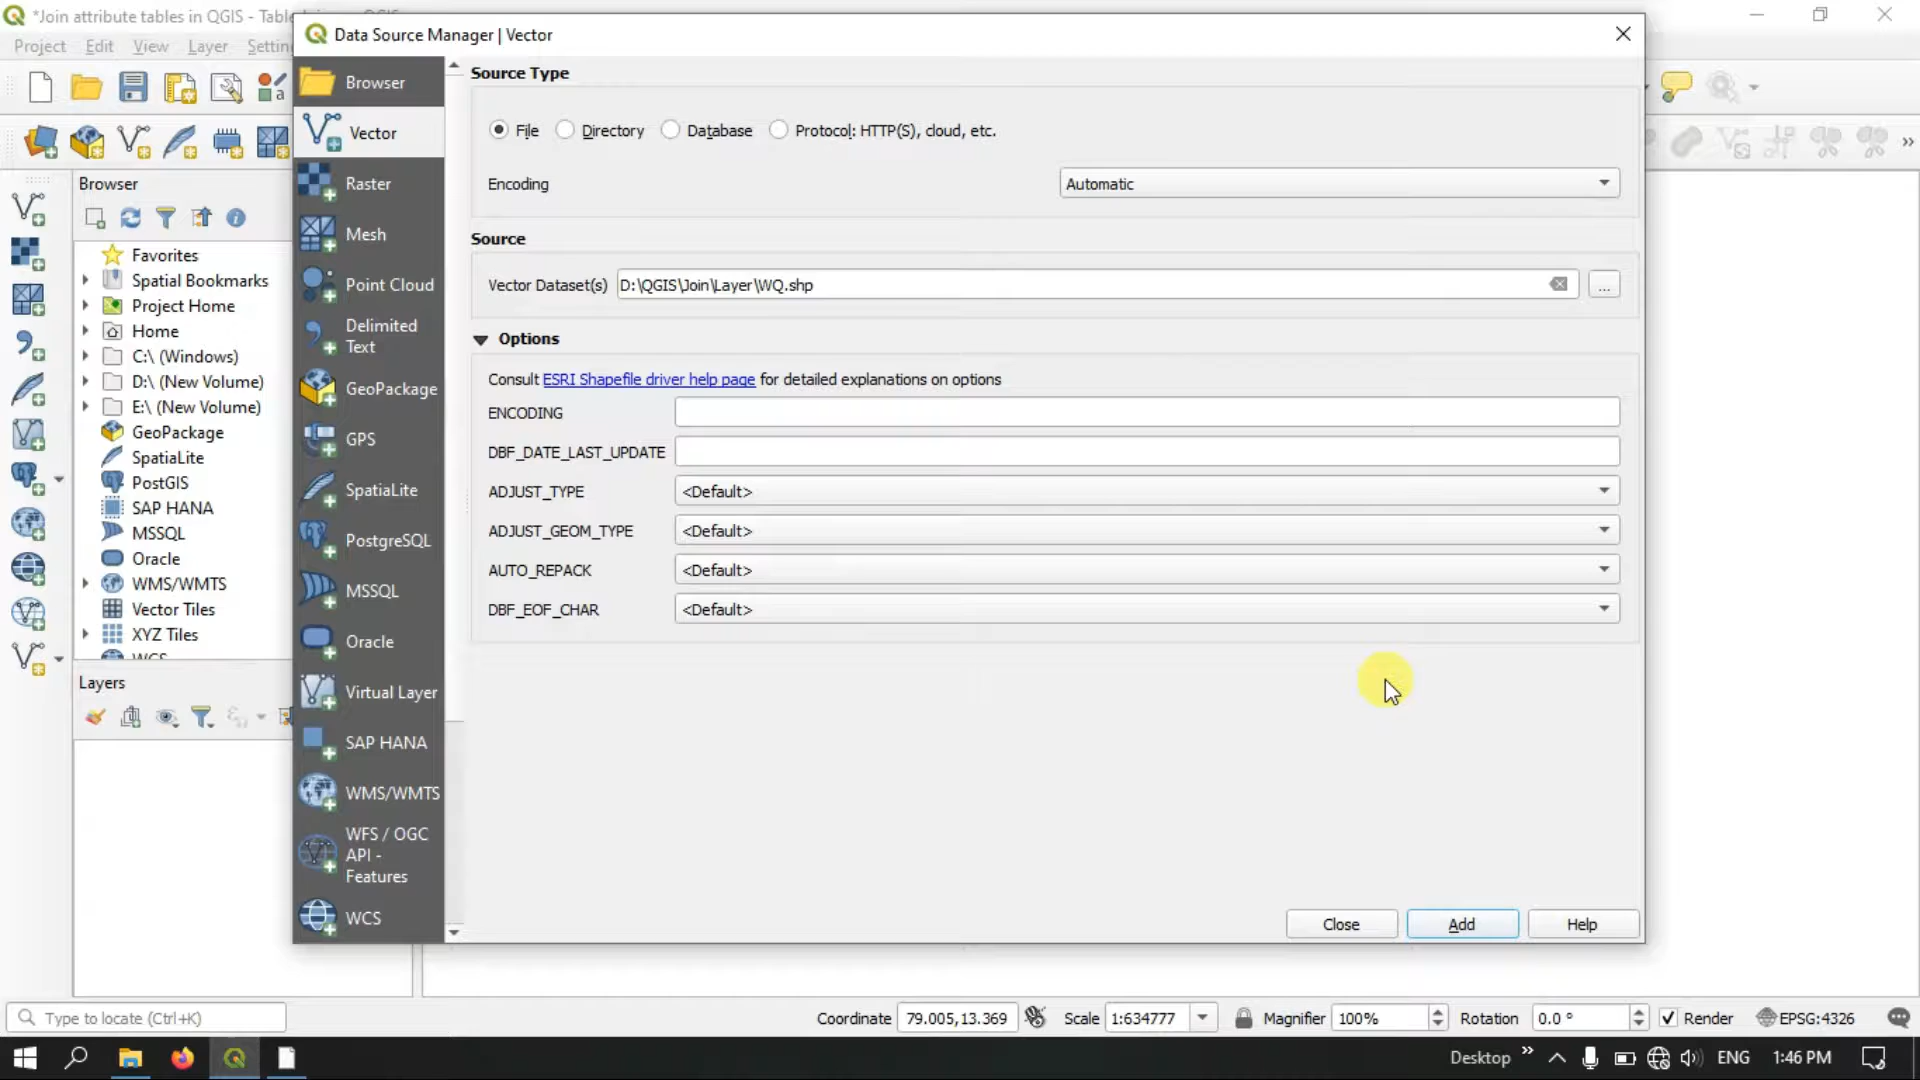 *Join attribute tables in QGIS - Tabl
Data Source Manager | Vector
Project Edit View Layer Settin
Browser
Vector
Raster
Mesh
Point Cloud
Delimited
Text
GeoPackage
GPS
SpatiaLite
PostgreSQL
MSSQL
Oracle
Virtual Layer
SAP HANA
WMS/WMTS
WFS / OGC
API -
Features
WCS
Source Type
File Directory Database Protocol: HTTP(S), cloud, etc.
Encoding Automatic
Source
Vector Dataset(s) D:\QGIS\Join\Layer\WQ.shp ...
Options
Consult ESRI Shapefile driver help page for detailed explanations on options
ENCODING
DBF_DATE_LAST_UPDATE
ADJUST_TYPE <Default>
ADJUST_GEOM_TYPE <Default>
AUTO_REPACK <Default>
DBF_EOF_CHAR <Default>
Close Add Help
Browser
Favorites
Spatial Bookmarks
Project Home
Home
C:\ (Windows)
D:\ (New Volume)
E:\ (New Volume)
GeoPackage
SpatiaLite
PostGIS
SAP HANA
MSSQL
Oracle
WMS/WMTS
Vector Tiles
XYZ Tiles
WCS
Layers
Type to locate (Ctrl+K) Coordinate 79.005,13.369 Scale 1:634777 Magnifier 100% Rotation 0.0 ° Render EPSG:4326
Desktop » ENG 1:46 PM